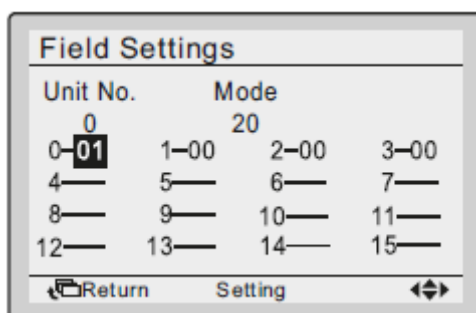 Field Settings
Unit No. Mode
0 20
0-01 1-00 2-00 3-00
4— 5— 6— 7—
8— 9— 10— 11—
12— 13— 14— 15—
Return Setting